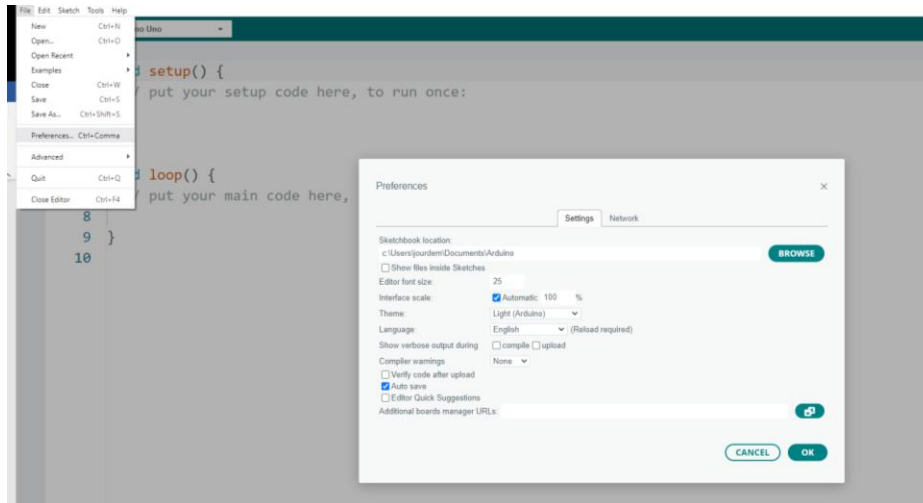 File Edit Sketch Tools Help
New Ctrl+N
Open... Ctrl+O
Open Recent
Examples
Close Ctrl+W
Save Ctrl+S
Save As... Ctrl+Shift+S
Preferences... Ctrl+Comma
Advanced
Quit Ctrl+Q
Close Editor Ctrl+F4
no Uno
d setup() {
/ put your setup code here, to run once:
d loop() {
/ put your main code here,
8
9 }
10
Preferences
Settings Network
Sketchbook location:
c:\Users\jourdem\Documents\Arduino
BROWSE
Show files inside Sketches
Editor font size: 25
Interface scale: Automatic 100 %
Theme: Light (Arduino)
Language: English (Reload required)
Show verbose output during compile upload
Compiler warnings None
Verify code after upload
Auto save
Editor Quick Suggestions
Additional boards manager URLs:
CANCEL OK